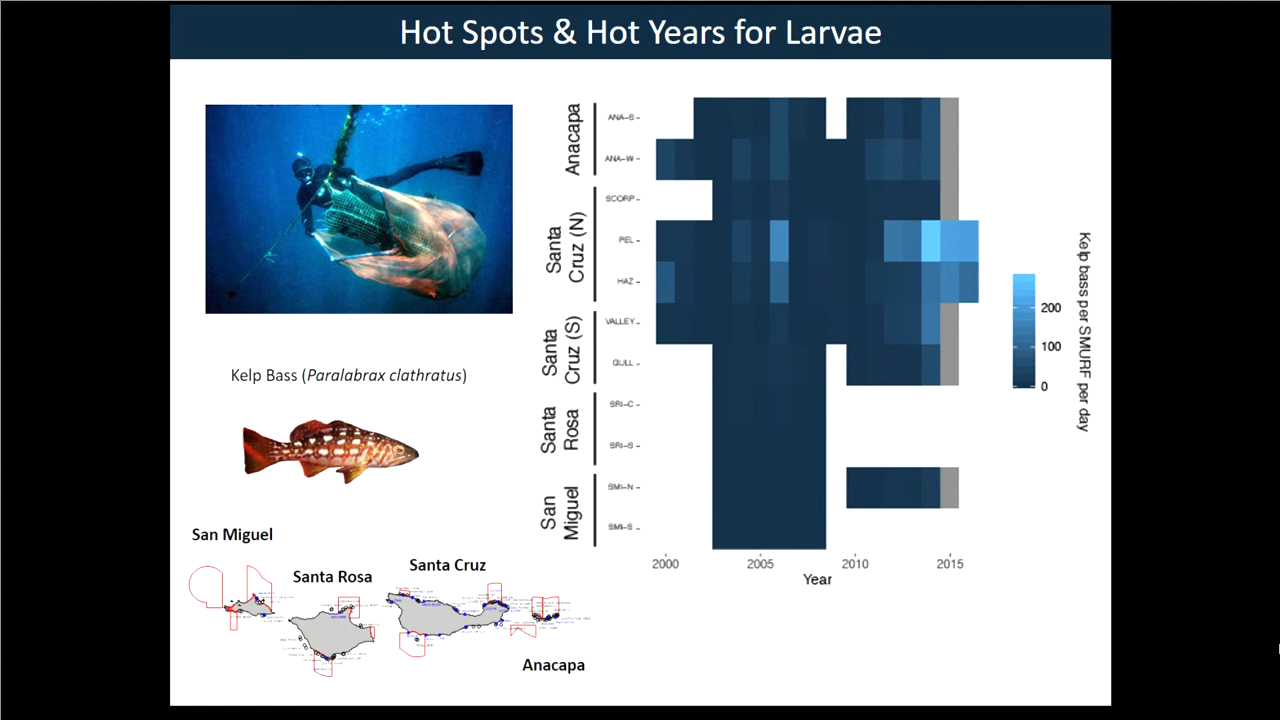 Hot Spots & Hot Years for Larvae
Kelp Bass (Paralabrax clathratus)
San Miguel
Santa Rosa
Santa Cruz
Anacapa
Anacapa
Santa
Cruz (N)
Santa
Cruz (S)
Santa
Rosa
San
Miguel
ANA-S
ANA-W
SCORP
PEL
HAZ
VALLEY
GULL
SRI-C
SRI-S
SMI-N
SMI-S
2000
2005
2010
2015
Year
200
100
0
Kelp bass per SMURF per day